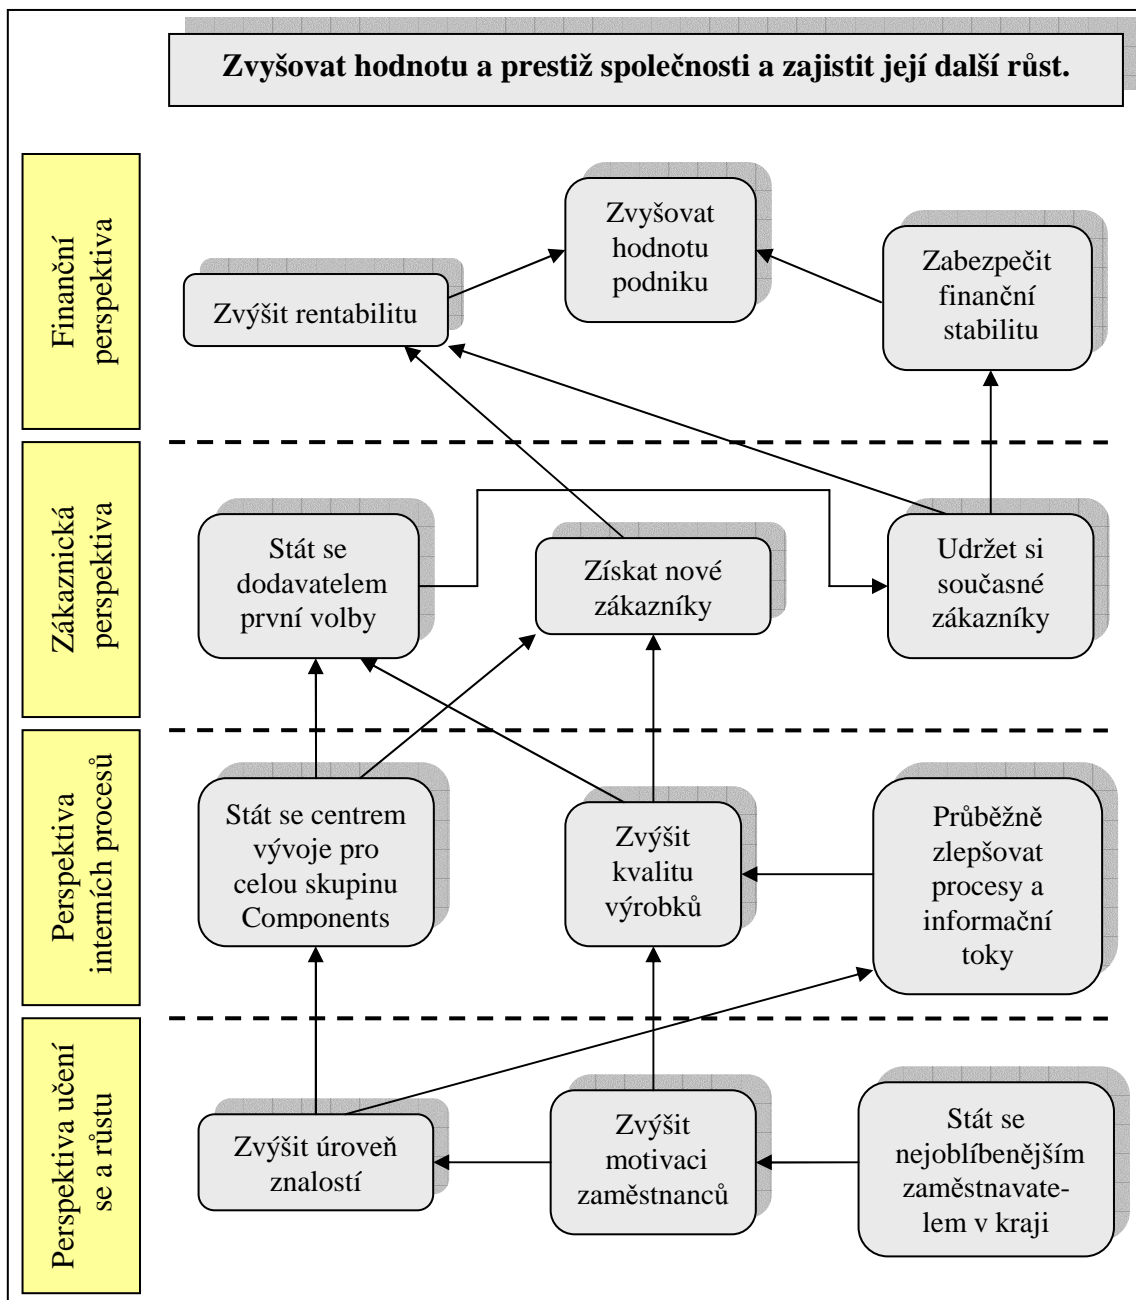 Zvyšovat hodnotu a prestiž společnosti a zajistit její další růst.
Finanční
perspektiva
Zvyšovat
hodnotu
podniku
Zabezpečit
finanční
stabilitu
Zvýšit rentabilitu
Zákaznická
perspektiva
Stát se
dodavatelem
první volby
Získat nové
zákazníky
Udržet si
současné
zákazníky
Perspektiva
interních procesů
Stát se centrem
vývoje pro
celou skupinu
Components
Zvýšit
kvalitu
výrobků
Průběžně
zlepšovat
procesy a
informační
toky
Perspektiva učení
se a růstu
Zvýšit úroveň
znalostí
Zvýšit
motivaci
zaměstnanců
Stát se
nejoblíbenějším
zaměstnavate-
lem v kraji